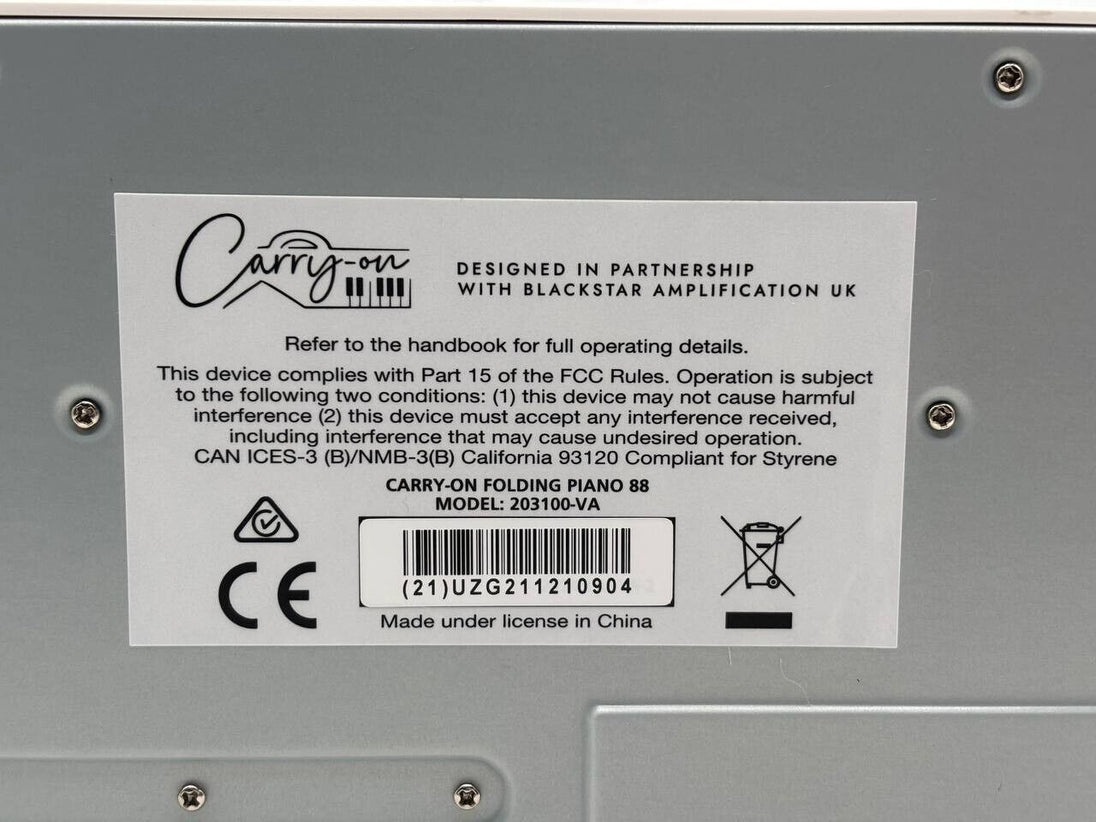 Carry-on
DESIGNED IN PARTNERSHIP
WITH BLACKSTAR AMPLIFICATION UK
Refer to the handbook for full operating details.
This device complies with Part 15 of the FCC Rules. Operation is subject
to the following two conditions: (1) this device may not cause harmful
interference (2) this device must accept any interference received,
including interference that may cause undesired operation.
CAN ICES-3 (B)/NMB-3(B) California 93120 Compliant for Styrene
CARRY-ON FOLDING PIANO 88
MODEL: 203100-VA
(21)UZG211210904
CE
Made under license in China